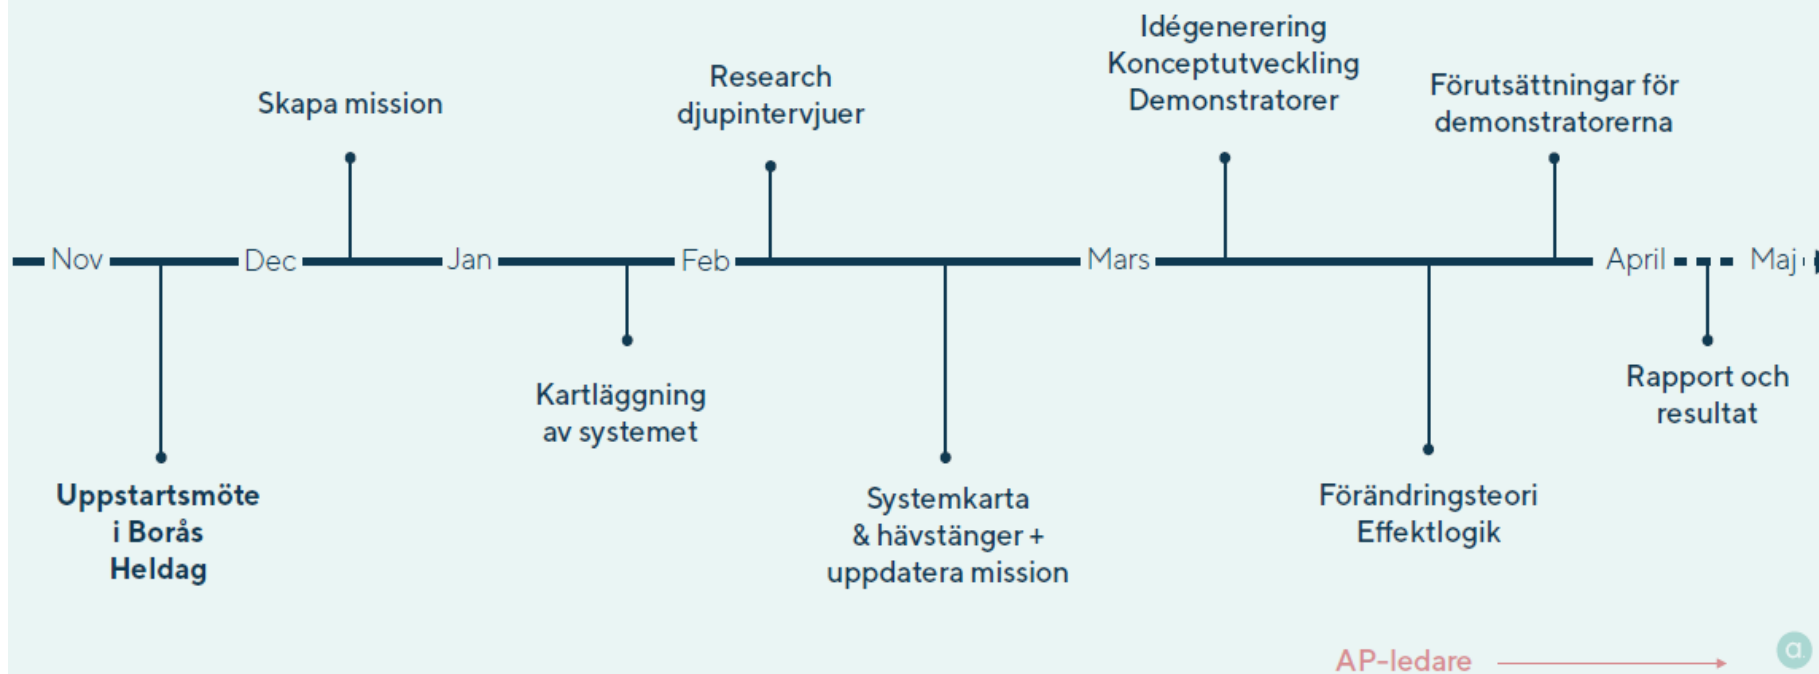 Idégenerering
Konceptutveckling
Demonstratorer
Research
djupintervjuer
Förutsättningar för
demonstratorerna
Skapa mission
Nov Dec Jan Feb Mars April Maj
Kartläggning
av systemet
Rapport och
resultat
Uppstartsmöte
i Borås
Heldag
Systemkarta
& hävstänger +
uppdatera mission
Förändringsteori
Effektlogik
AP-ledare
a.